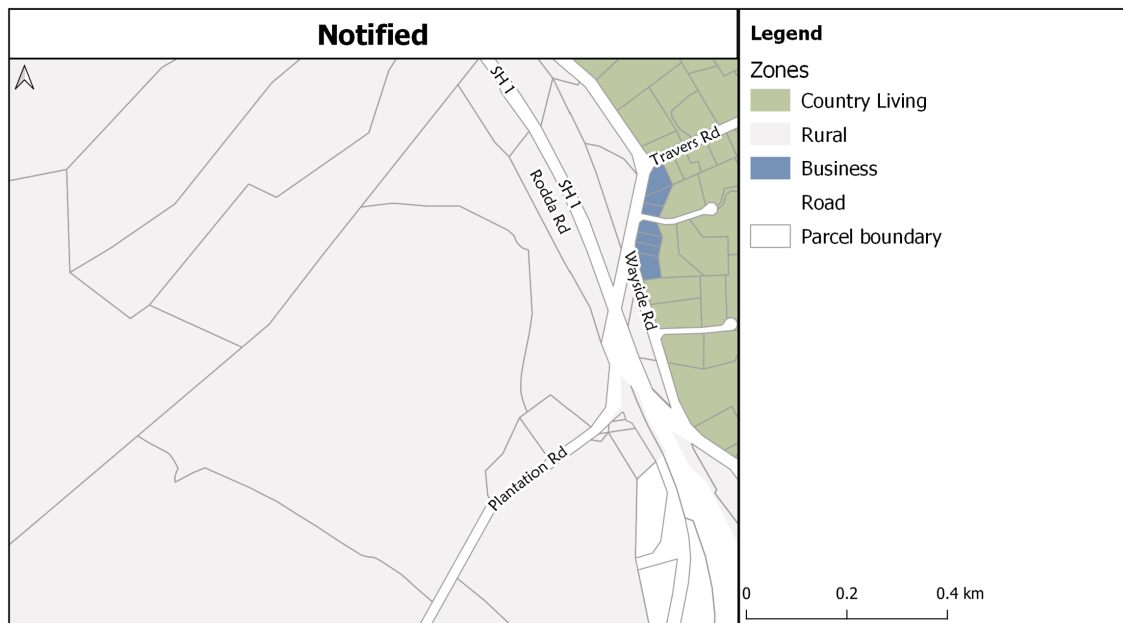 Notified
SH 1
Travers Rd
SH 1
Rodda Rd
Wayside Rd
Plantation Rd
Legend
Zones
Country Living
Rural
Business
Road
Parcel boundary
0 0.2 0.4 km